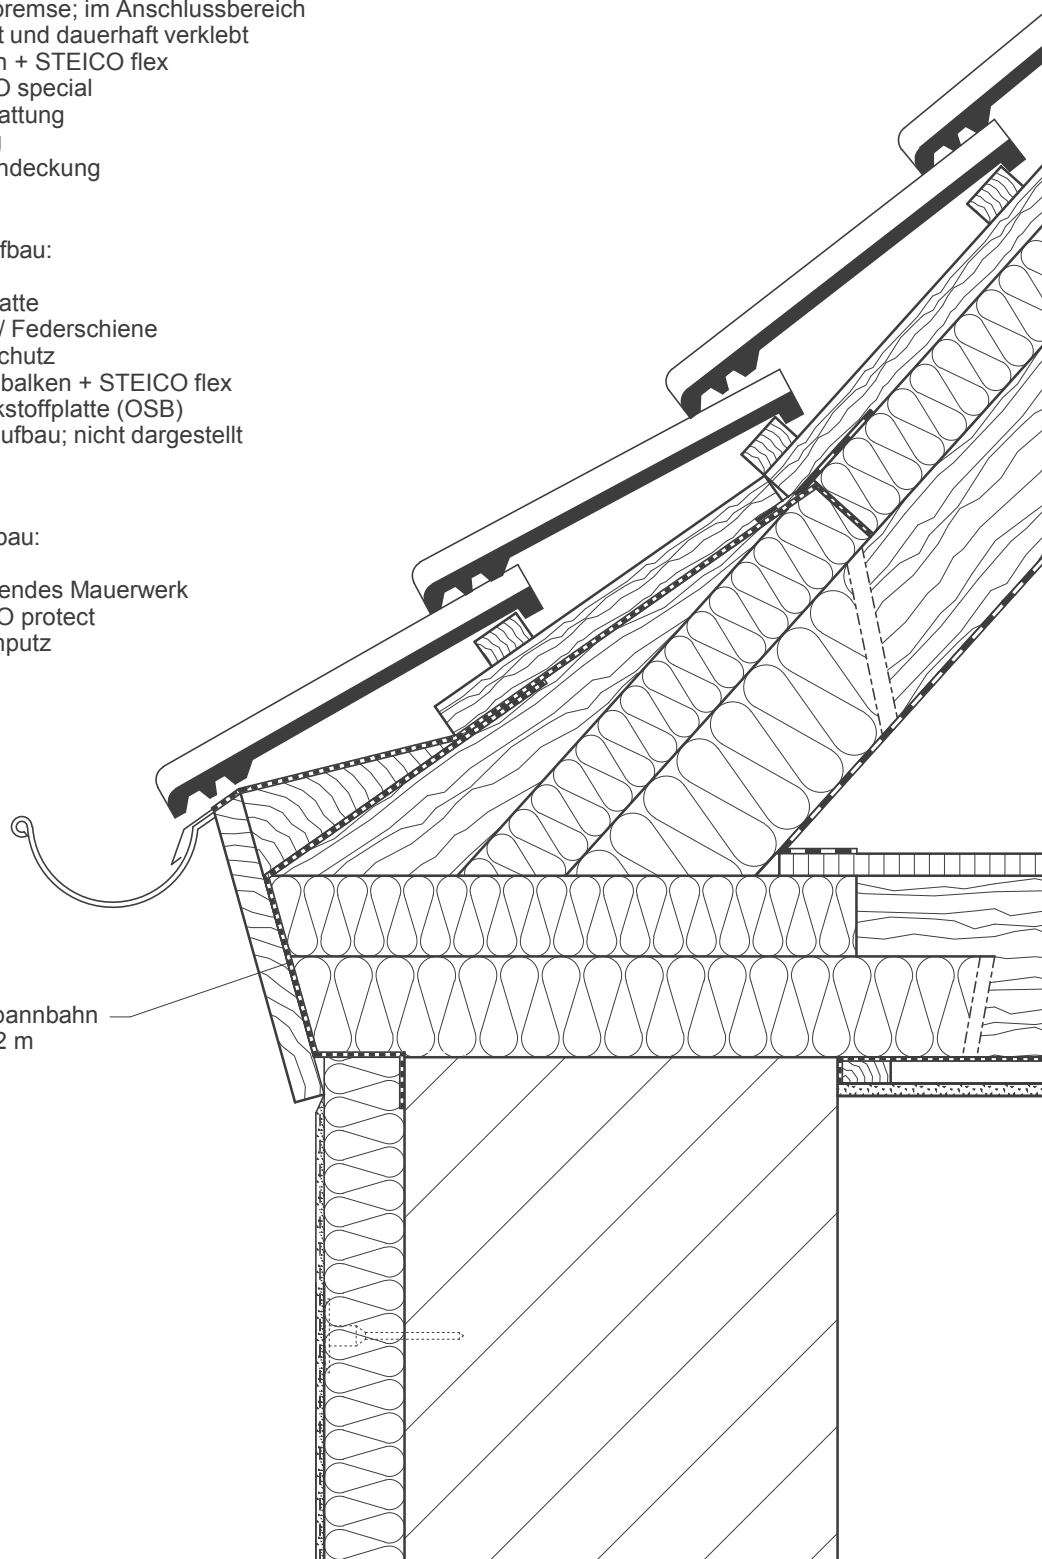 bremse; im Anschlussbereich
t und dauerhaft verklebt
n + STEICO flex
O special
attung
g
ndeckung
fbau:
atte
/ Federschiene
chutz
balken + STEICO flex
kstoffplatte (OSB)
ufbau; nicht dargestellt
bau:
endes Mauerwerk
O protect
nputz
pannbahn
2 m